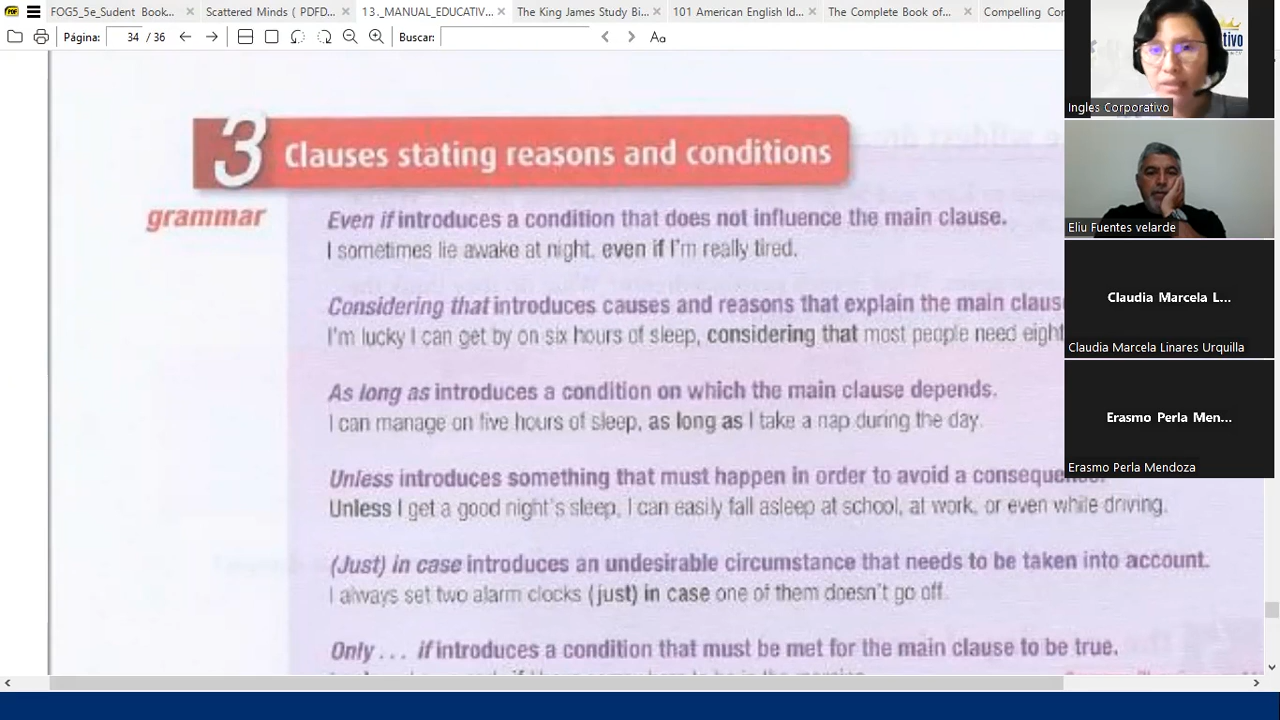 FOG5_5e_Sudent Book...
Scattered Minds ( PDFD...
13._MANUAL_EDUCATIV...
The King James Study Bi...
101 American English Id...
The Complete Book of...
Compelling Con
Página: 34 / 36
Buscar:
Aa
3 Clauses stating reasons and conditions
grammar
Even if introduces a condition that does not influence the main clause.
I sometimes lie awake at night, even if I'm really tired.
Considering that introduces causes and reasons that explain the main clause
I'm lucky I can get by on six hours of sleep, considering that most people need eight
As long as introduces a condition on which the main clause depends.
I can manage on five hours of sleep, as long as I take a nap during the day.
Unless introduces something that must happen in order to avoid a consequence.
Unless I get a good night's sleep, I can easily fall asleep at school, at work, or even while driving.
(Just) in case introduces an undesirable circumstance that needs to be taken into account.
I always set two alarm clocks (just) in case one of them doesn't go off.
Only . . . if introduces a condition that must be met for the main clause to be true.
Ingles Corporativo
Eliu Fuentes velarde
Claudia Marcela L...
Claudia Marcela Linares Urquilla
Erasmo Perla Men...
Erasmo Perla Mendoza